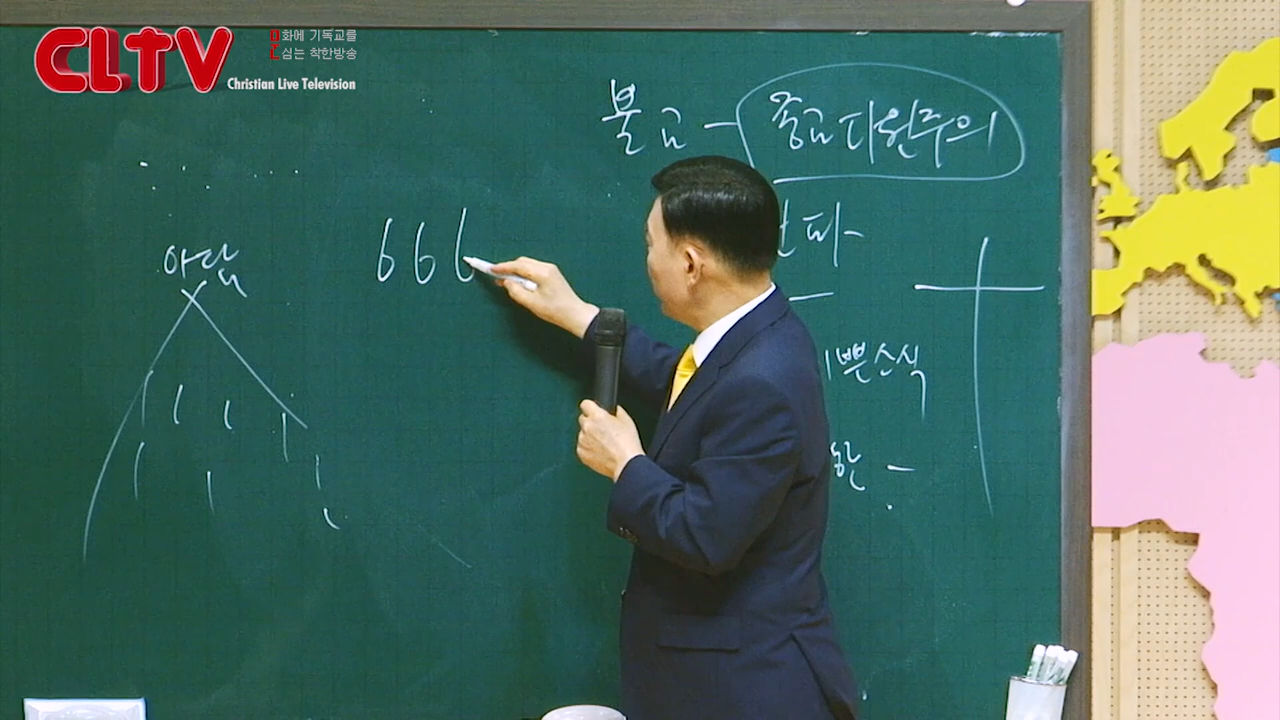 CLTV
문화에 기독교를
심는 착한방송
Christian Live Television
불교 – 종교다원주의
666
아담
쁜소식